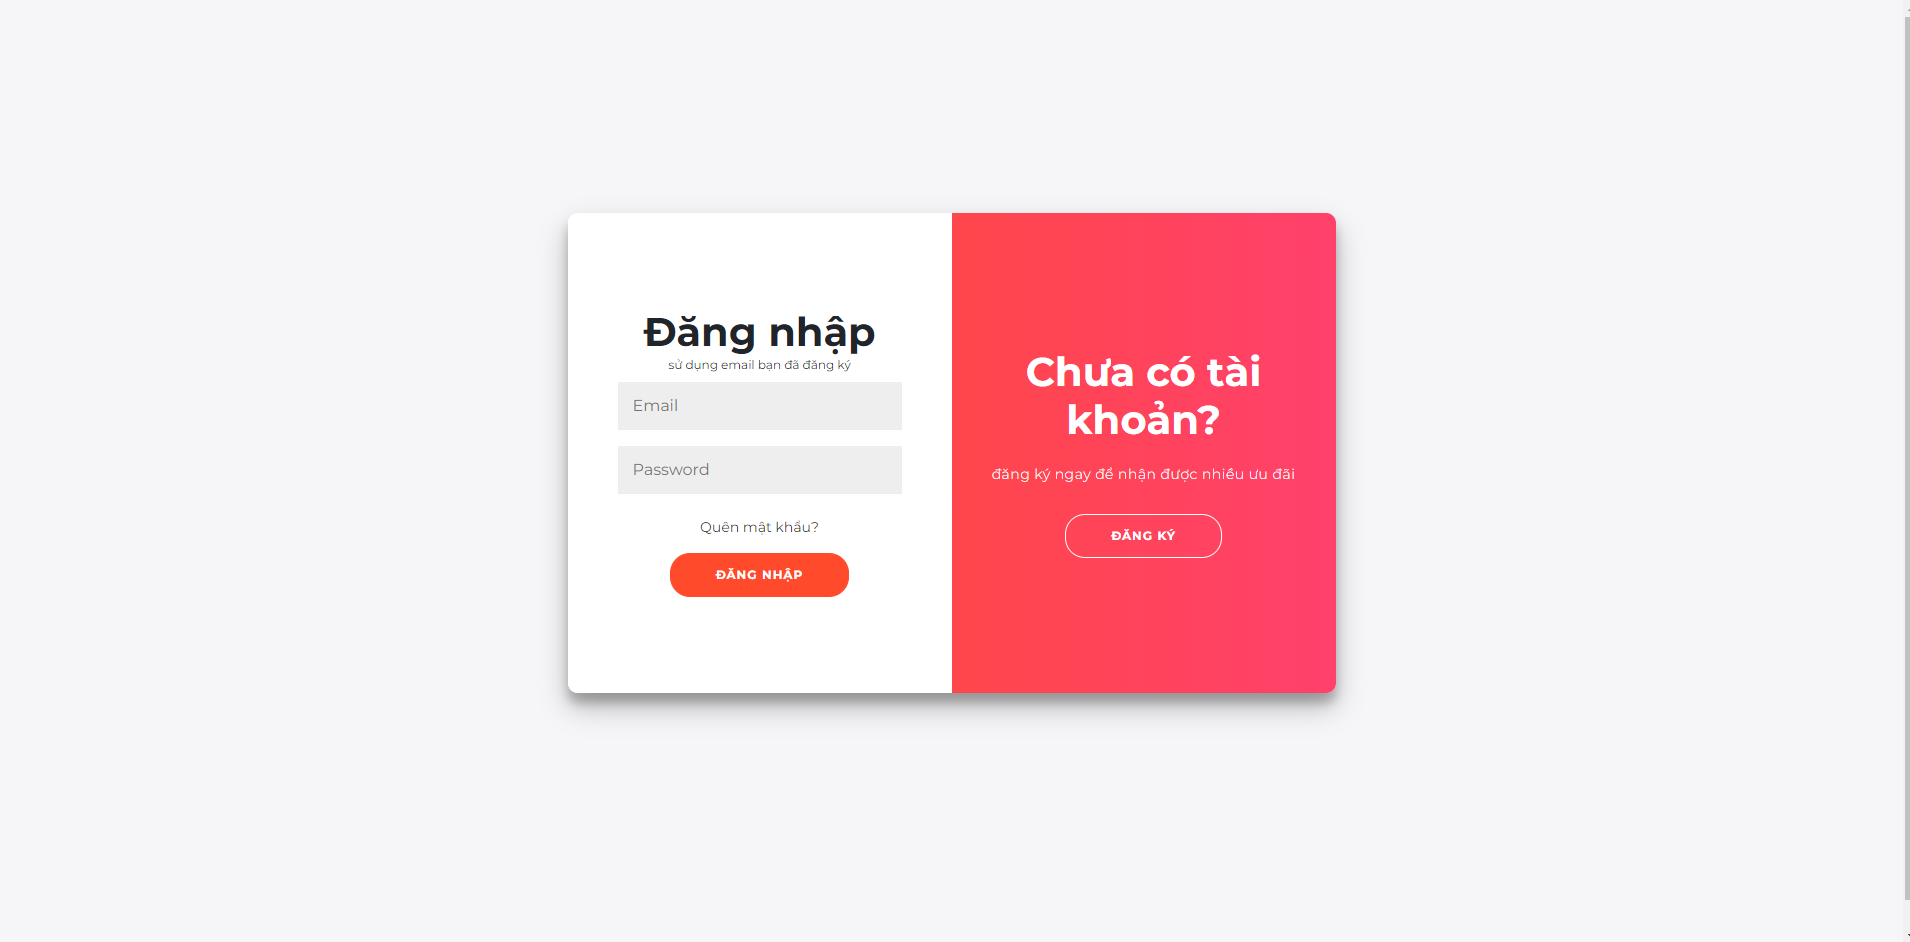 Đăng nhập
sử dụng email bạn đã đăng ký
Email
Password
Quên mật khẩu?
ĐĂNG NHẬP
Chưa có tài
khoản?
đăng ký ngay để nhận được nhiều ưu đãi
ĐĂNG KÝ